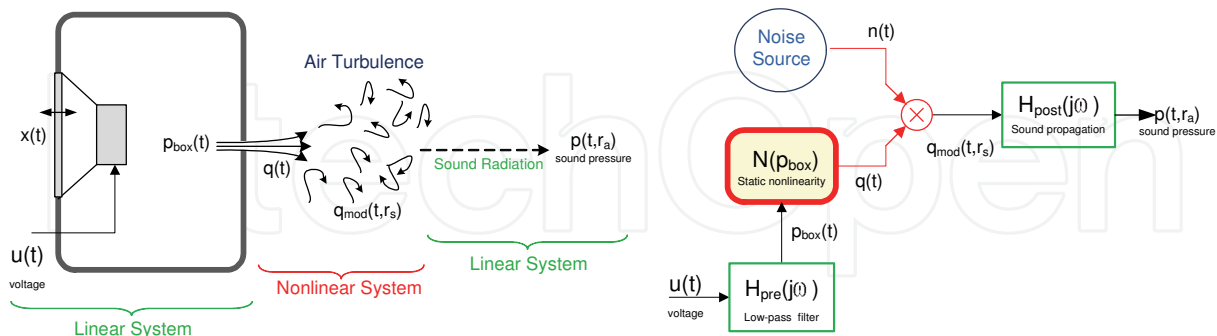 Air Turbulence
x(t)
p_box(t)
q(t)
q_mod(t,r_s)
Sound Radiation
p(t,r_a)
sound pressure
u(t)
voltage
Linear System
Nonlinear System
Linear System
Noise
Source
n(t)
N(p_box)
Static nonlinearity
q(t)
q_mod(t,r_s)
H_post(jω)
Sound propagation
p(t,r_a)
sound pressure
p_box(t)
u(t)
voltage
H_pre(jω)
Low-pass filter